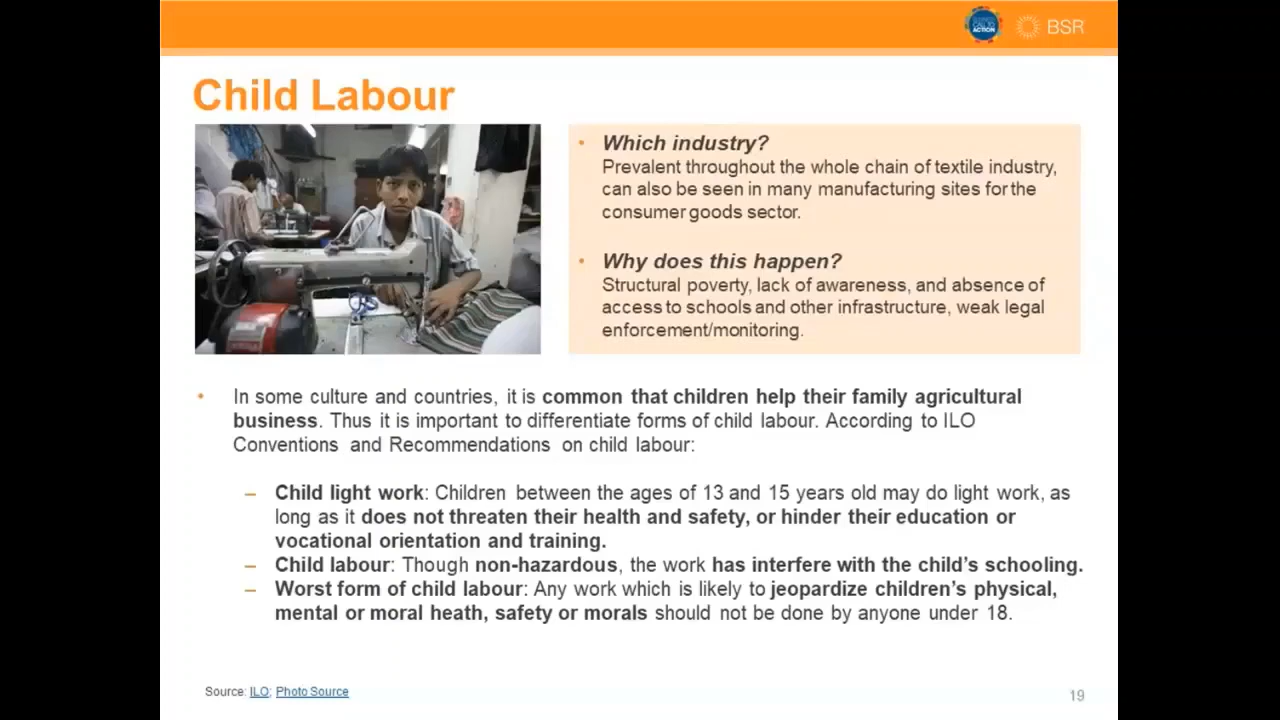 BUSINESS
CALL TO
ACTION
BSR
Child Labour
• Which industry?
Prevalent throughout the whole chain of textile industry,
can also be seen in many manufacturing sites for the
consumer goods sector.
• Why does this happen?
Structural poverty, lack of awareness, and absence of
access to schools and other infrastructure, weak legal
enforcement/monitoring.
• In some culture and countries, it is common that children help their family agricultural
business. Thus it is important to differentiate forms of child labour. According to ILO
Conventions and Recommendations on child labour:
– Child light work: Children between the ages of 13 and 15 years old may do light work, as
long as it does not threaten their health and safety, or hinder their education or
vocational orientation and training.
– Child labour: Though non-hazardous, the work has interfere with the child's schooling.
– Worst form of child labour: Any work which is likely to jeopardize children's physical,
mental or moral heath, safety or morals should not be done by anyone under 18.
Source: ILO; Photo Source
19